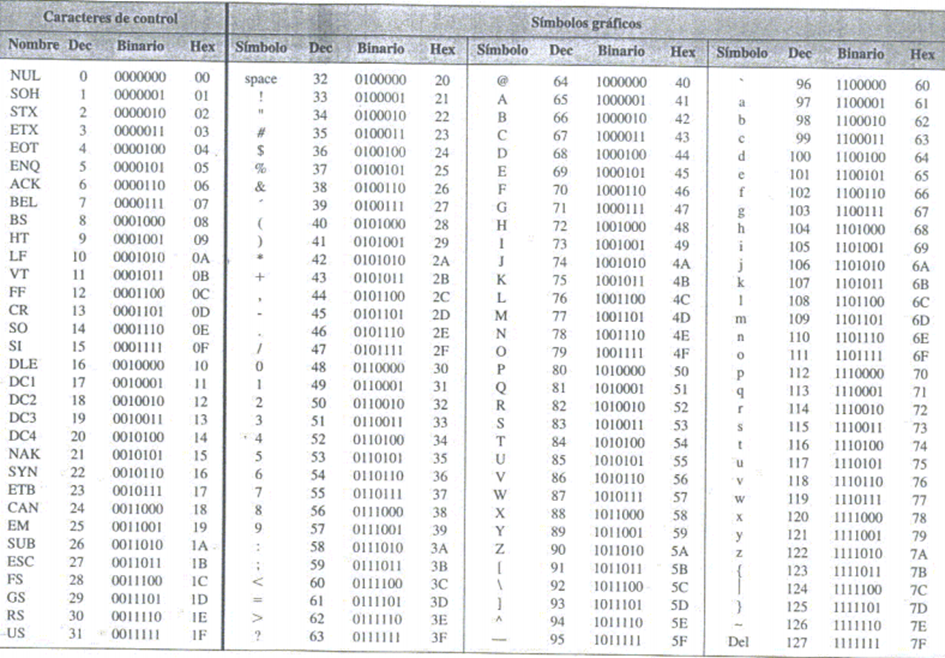 Caracteres de control Símbolos gráficos
Nombre Dec Binario Hex Símbolo Dec Binario Hex Símbolo Dec Binario Hex Símbolo Dec Binario Hex
NUL 0 0000000 00 space 32 0100000 20 @ 64 1000000 40 ` 96 1100000 60
SOH 1 0000001 01 ! 33 0100001 21 A 65 1000001 41 a 97 1100001 61
STX 2 0000010 02 " 34 0100010 22 B 66 1000010 42 b 98 1100010 62
ETX 3 0000011 03 # 35 0100011 23 C 67 1000011 43 c 99 1100011 63
EOT 4 0000100 04 $ 36 0100100 24 D 68 1000100 44 d 100 1100100 64
ENQ 5 0000101 05 % 37 0100101 25 E 69 1000101 45 e 101 1100101 65
ACK 6 0000110 06 & 38 0100110 26 F 70 1000110 46 f 102 1100110 66
BEL 7 0000111 07 ´ 39 0100111 27 G 71 1000111 47 g 103 1100111 67
BS 8 0001000 08 ( 40 0101000 28 H 72 1001000 48 h 104 1101000 68
HT 9 0001001 09 ) 41 0101001 29 I 73 1001001 49 i 105 1101001 69
LF 10 0001010 0A * 42 0101010 2A J 74 1001010 4A j 106 1101010 6A
VT 11 0001011 0B + 43 0101011 2B K 75 1001011 4B k 107 1101011 6B
FF 12 0001100 0C , 44 0101100 2C L 76 1001100 4C l 108 1101100 6C
CR 13 0001101 0D - 45 0101101 2D M 77 1001101 4D m 109 1101101 6D
SO 14 0001110 0E . 46 0101110 2E N 78 1001110 4E n 110 1101110 6E
SI 15 0001111 0F / 47 0101111 2F O 79 1001111 4F o 111 1101111 6F
DLE 16 0010000 10 0 48 0110000 30 P 80 1010000 50 p 112 1110000 70
DC1 17 0010001 11 1 49 0110001 31 Q 81 1010001 51 q 113 1110001 71
DC2 18 0010010 12 2 50 0110010 32 R 82 1010010 52 r 114 1110010 72
DC3 19 0010011 13 3 51 0110011 33 S 83 1010011 53 s 115 1110011 73
DC4 20 0010100 14 4 52 0110100 34 T 84 1010100 54 t 116 1110100 74
NAK 21 0010101 15 5 53 0110101 35 U 85 1010101 55 u 117 1110101 75
SYN 22 0010110 16 6 54 0110110 36 V 86 1010110 56 v 118 1110110 76
ETB 23 0010111 17 7 55 0110111 37 W 87 1010111 57 w 119 1110111 77
CAN 24 0011000 18 8 56 0111000 38 X 88 1011000 58 x 120 1111000 78
EM 25 0011001 19 9 57 0111001 39 Y 89 1011001 59 y 121 1111001 79
SUB 26 0011010 1A : 58 0111010 3A Z 90 1011010 5A z 122 1111010 7A
ESC 27 0011011 1B ; 59 0111011 3B [ 91 1011011 5B { 123 1111011 7B
FS 28 0011100 1C < 60 0111100 3C \ 92 1011100 5C | 124 1111100 7C
GS 29 0011101 1D = 61 0111101 3D ] 93 1011101 5D } 125 1111101 7D
RS 30 0011110 1E > 62 0111110 3E ^ 94 1011110 5E ~ 126 1111110 7E
US 31 0011111 1F ? 63 0111111 3F — 95 1011111 5F Del 127 1111111 7F